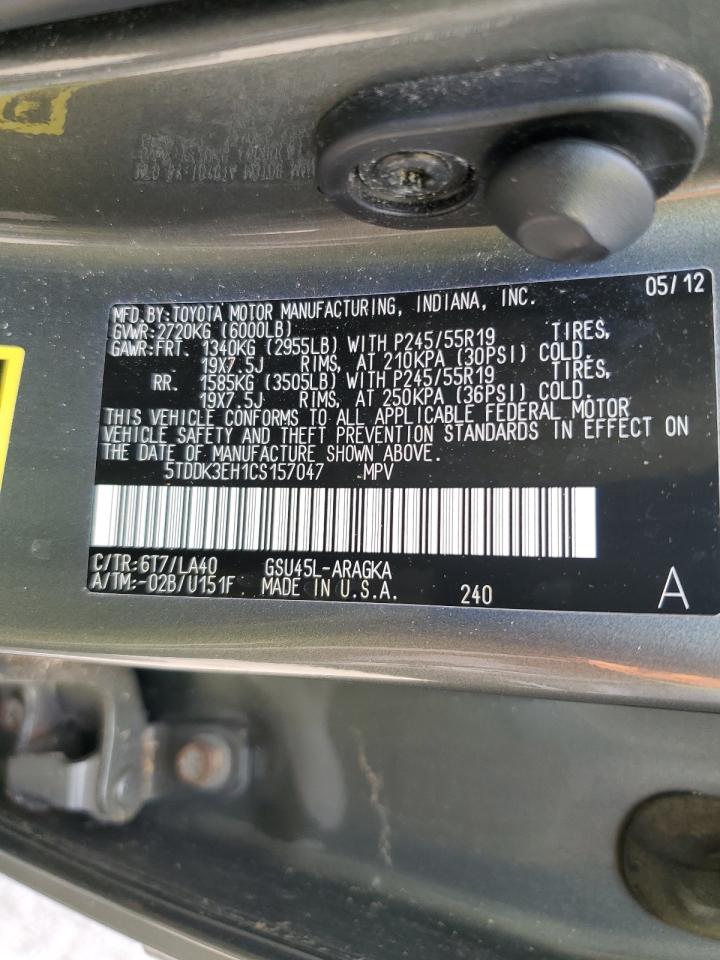 05/12
MFD.BY:TOYOTA MOTOR MANUFACTURING, INDIANA, INC.
GVWR:2720KG (6000LB)
GAWR:FRT. 1340KG (2955LB) WITH P245/55R19 TIRES,
19X7.5J RIMS, AT 210KPA (30PSI) COLD.
RR. 1585KG (3505LB) WITH P245/55R19 TIRES,
19X7.5J RIMS, AT 250KPA (36PSI) COLD.
THIS VEHICLE CONFORMS TO ALL APPLICABLE FEDERAL MOTOR
VEHICLE SAFETY AND THEFT PREVENTION STANDARDS IN EFFECT ON
THE DATE OF MANUFACTURE SHOWN ABOVE.
5TDDK3EH1CS157047 MPV
C/TR:6T7/LA40 GSU45L-ARAGKA
A/TM:-02B/U151F MADE IN U.S.A. 240 A